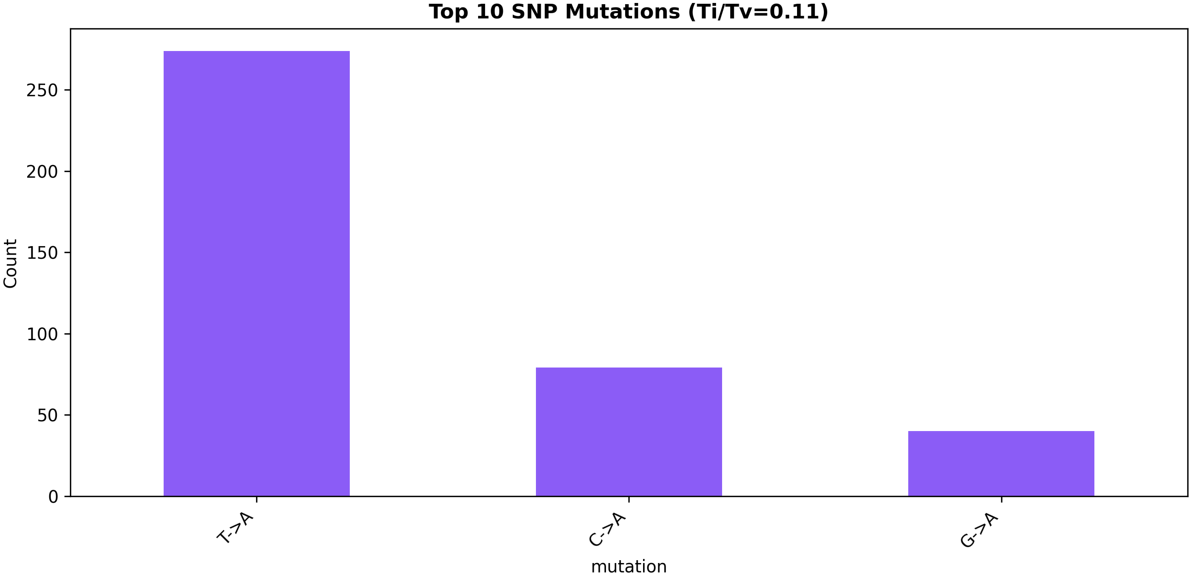 Top 10 SNP Mutations (Ti/Tv=0.11)
Count
250
200
150
100
50
0
T->A
C->A
G->A
mutation